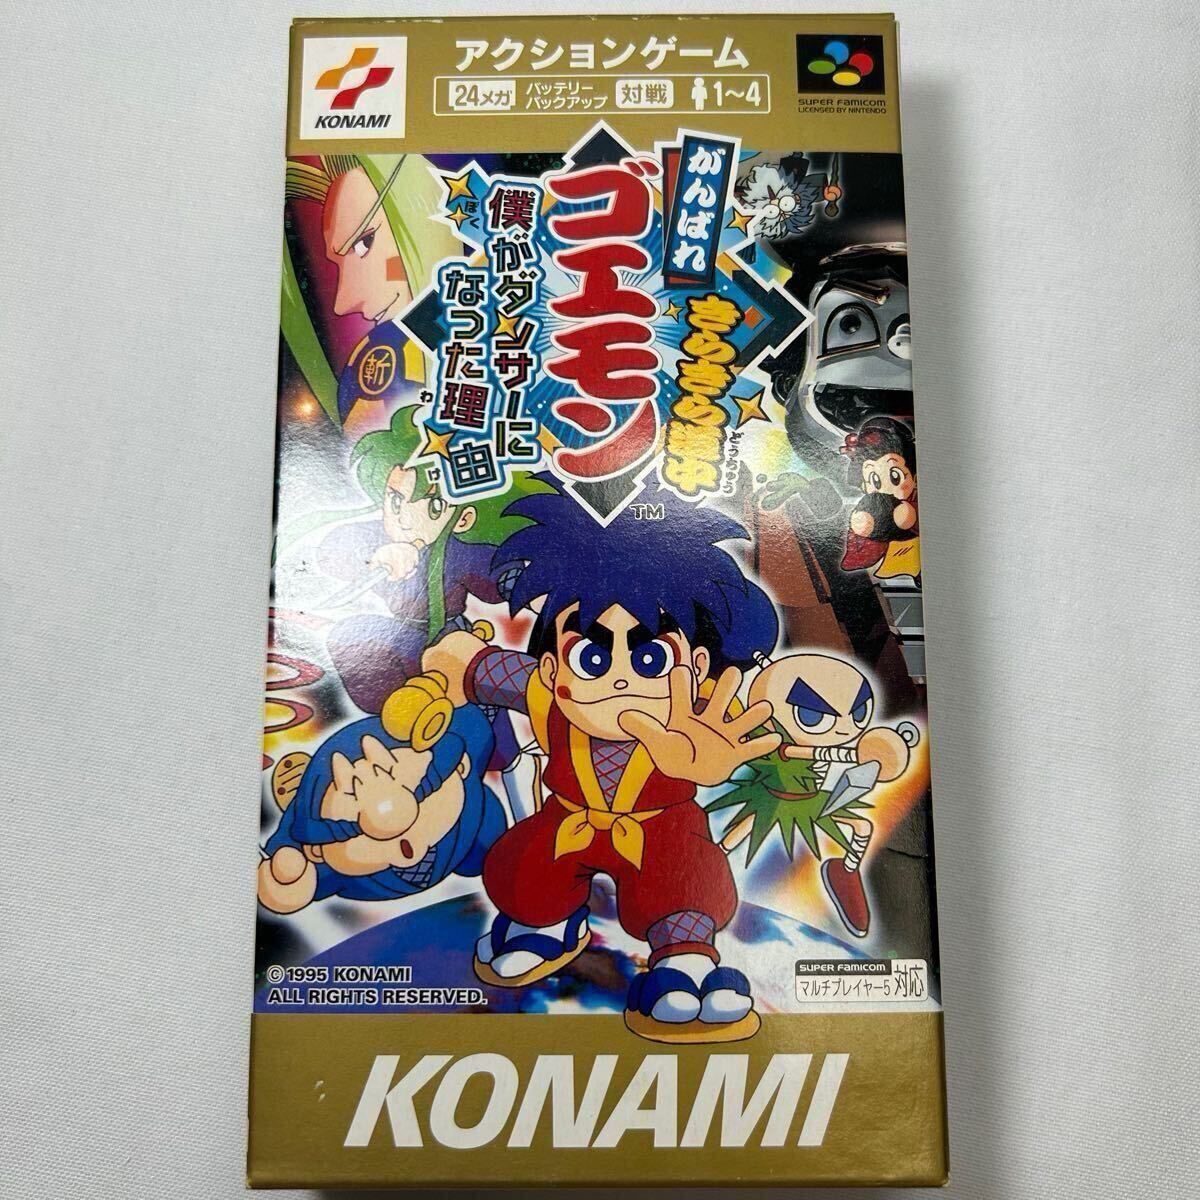 アクションゲーム
KONAMI
24メガ
バッテリー
バックアップ
対戦
1〜4
SUPER FAMICOM
LICENSED BY NINTENDO
がんばれ
ゴエモン
きらきら道中
どうちゅう
僕がダンサーに
ぼく
なった理由
わけ
TM
斬
© 1995 KONAMI
ALL RIGHTS RESERVED.
SUPER FAMICOM
マルチプレイヤー5
対応
KONAMI